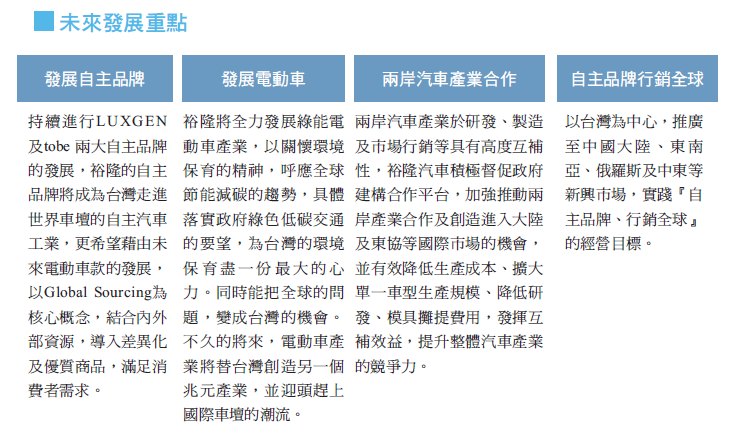 未來發展重點
發展自主品牌
持續進行LUXGEN
及tobe 兩大自主品牌
的發展，裕隆的自主
品牌將成為台灣走進
世界車壇的自主汽車
工業，更希望藉由未
來電動車款的發展，
以Global Sourcing為
核心概念，結合內外
部資源，導入差異化
及優質商品，滿足消
費者需求。
發展電動車
裕隆將全力發展綠能電
動車產業，以關懷環境
保育的精神，呼應全球
節能減碳的趨勢，具體
落實政府綠色低碳交通
的要望，為台灣的環境
保育盡一份最大的心
力。同時能把全球的問
題，變成台灣的機會。
不久的將來，電動車產
業將替台灣創造另一個
兆元產業，並迎頭趕上
國際車壇的潮流。
兩岸汽車產業合作
兩岸汽車產業於研發、製造
及市場行銷等具有高度互補
性，裕隆汽車積極督促政府
建構合作平台，加強推動兩
岸產業合作及創造進入大陸
及東協等國際市場的機會，
並有效降低生產成本、擴大
單一車型生產規模、降低研
發、模具攤提費用，發揮互
補效益，提升整體汽車產業
的競爭力。
自主品牌行銷全球
以台灣為中心，推廣
至中國大陸、東南
亞、俄羅斯及中東等
新興市場，實踐『自
主品牌、行銷全球』
的經營目標。